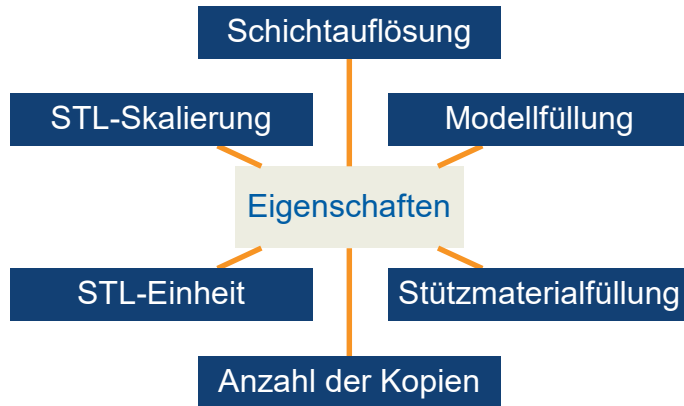 Schichtauflösung
STL-Skalierung
Modellfüllung
Eigenschaften
STL-Einheit
Stützmaterialfüllung
Anzahl der Kopien